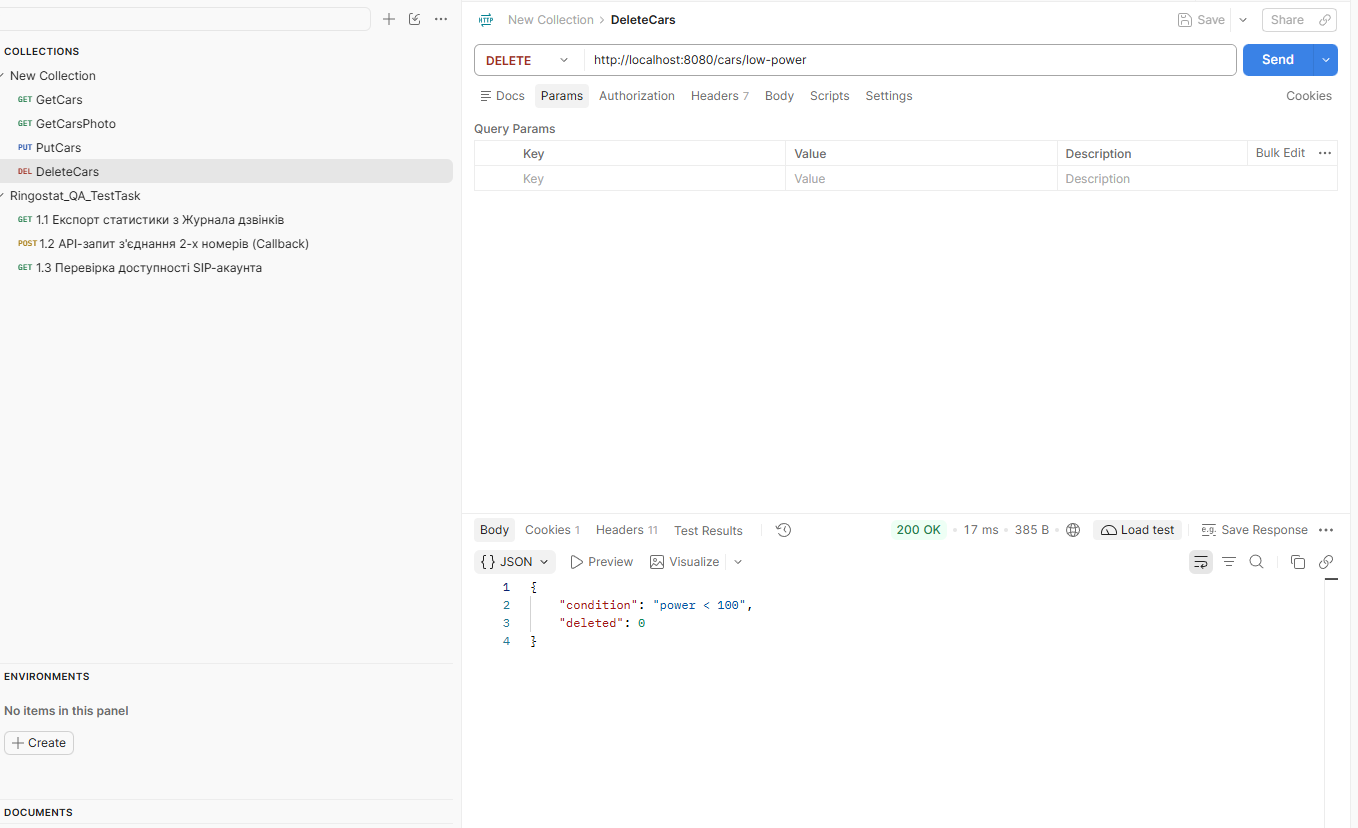 COLLECTIONS
New Collection
GET GetCars
GET GetCarsPhoto
PUT PutCars
DEL DeleteCars
Ringostat_QA_TestTask
GET 1.1 Експорт статистики з Журнала дзвінків
POST 1.2 API-запит з'єднання 2-х номерів (Callback)
GET 1.3 Перевірка доступності SIP-акаунта
ENVIRONMENTS
No items in this panel
Create
DOCUMENTS
HTTP New Collection > DeleteCars Save Share
DELETE http://localhost:8080/cars/low-power Send
Docs Params Authorization Headers 7 Body Scripts Settings Cookies
Query Params
Key Value Description Bulk Edit
Key Value Description
Body Cookies 1 Headers 11 Test Results 200 OK 17 ms 385 B Load test e.g. Save Response
{} JSON Preview Visualize
1 {
2 "condition": "power < 100",
3 "deleted": 0
4 }